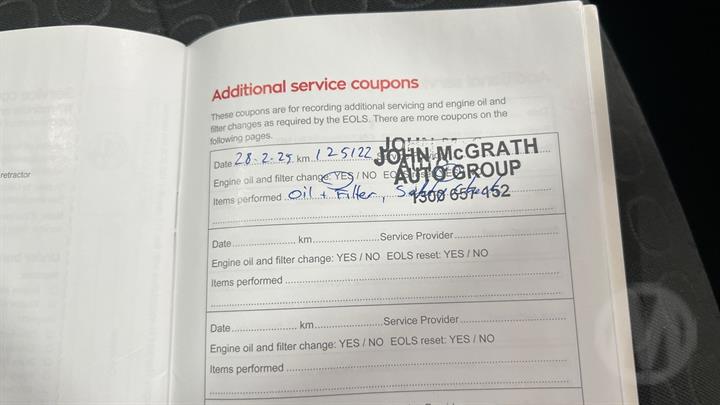 Additional service coupons
These coupons are for recording additional servicing and engine oil and
filter changes as required by the EOLS. There are more coupons on the
following pages.
retractor
Date 28.2.25 km 125122
JOHN McGRATH
AUTO GROUP
1300 657 452
Engine oil and filter change: YES / NO
Items performed Oil + Filter, Safety Check
Date.....................km.....................Service Provider.....................
Engine oil and filter change: YES / NO EOLS reset: YES / NO
Items performed .....................
Date.....................km.....................Service Provider.....................
Engine oil and filter change: YES / NO EOLS reset: YES / NO
Items performed .....................